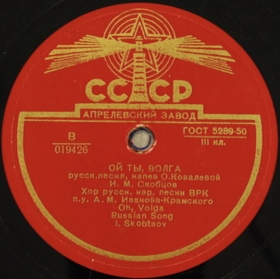 СССР
АПРЕЛЕВСКИЙ ЗАВОД
В
019426
ГОСТ 5289-50
III кл.
ОЙ ТЫ, ВОЛГА
русск.песня, напев О.Ковалевой
И. М. Скобцов
Хор русск. нар. песни ВРК
п.у. А. М. Иванова-Крамского
Oh, Volga
Russian Song
I. Skobtsov